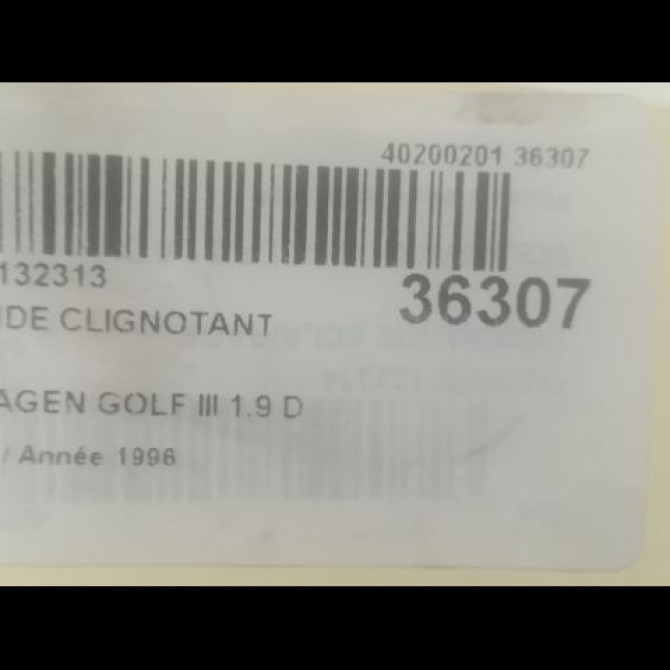 40200201 36307
132313
36307
DE CLIGNOTANT
AGEN GOLF III 1.9 D
/ Année 1996